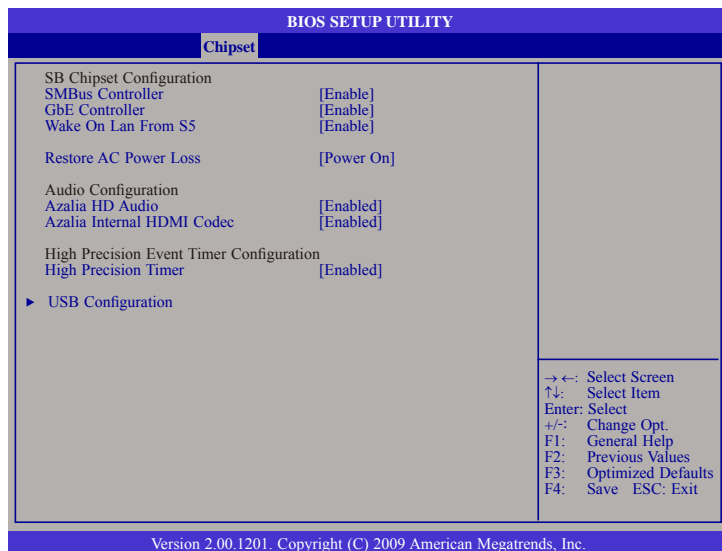 BIOS SETUP UTILITY
Chipset
SB Chipset Configuration
SMBus Controller [Enable]
GbE Controller [Enable]
Wake On Lan From S5 [Enable]
Restore AC Power Loss [Power On]
Audio Configuration
Azalia HD Audio [Enabled]
Azalia Internal HDMI Codec [Enabled]
High Precision Event Timer Configuration
High Precision Timer [Enabled]
► USB Configuration
→←: Select Screen
↑↓: Select Item
Enter: Select
+/-: Change Opt.
F1: General Help
F2: Previous Values
F3: Optimized Defaults
F4: Save ESC: Exit
Version 2.00.1201. Copyright (C) 2009 American Megatrends, Inc.